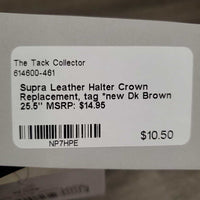 The Tack Collector
614600-461
Supra Leather Halter Crown
Replacement, tag *new Dk Brown
25.5" MSRP: $14.95
$10.50
NP7HPE